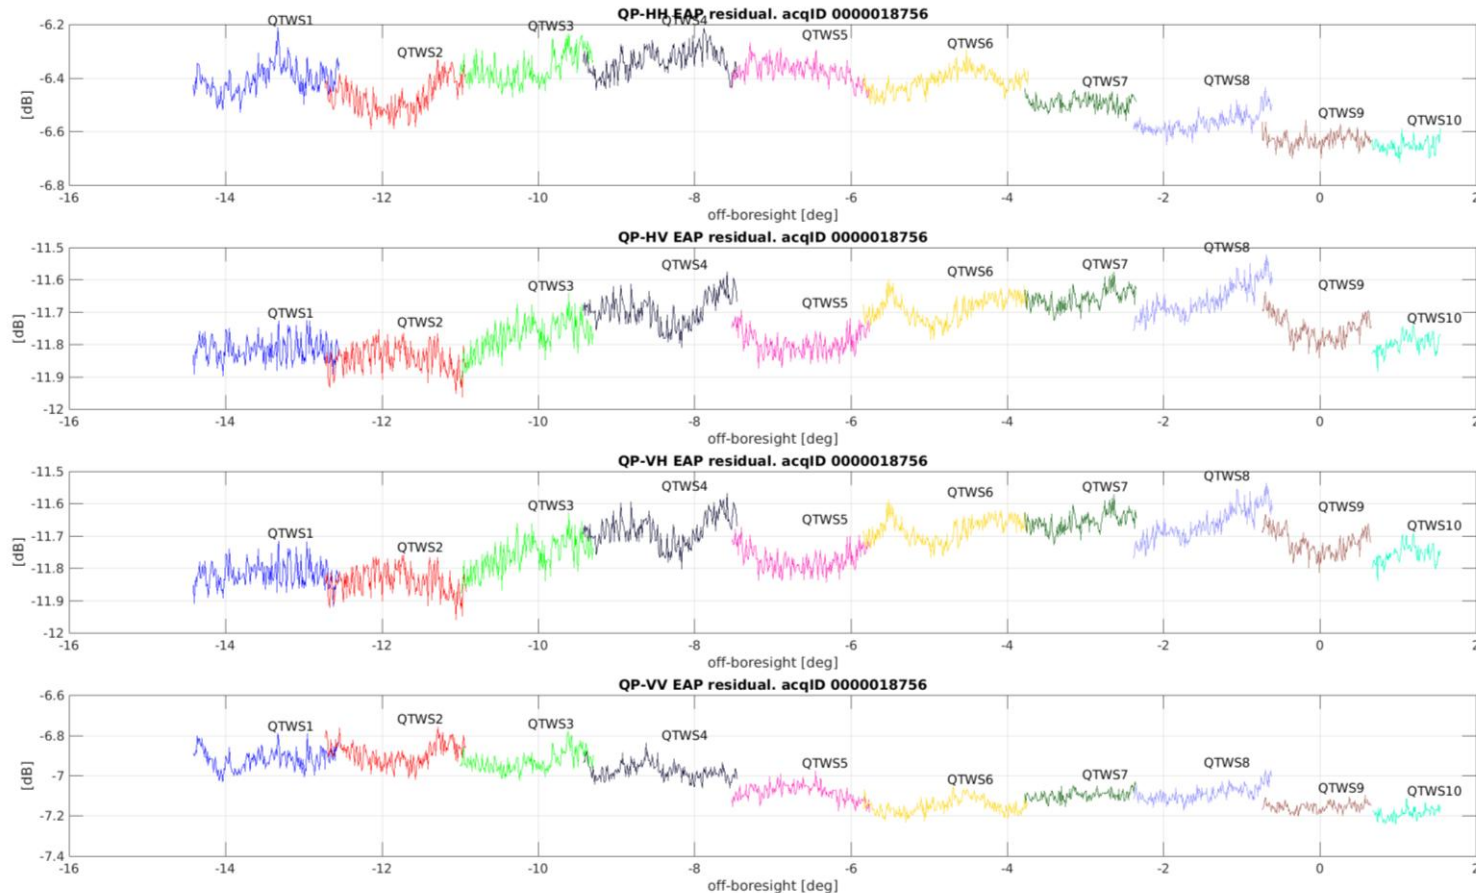 QP-HH EAP residual. acqID 0000018756
-6.2
-6.4
-6.6
-6.8
[dB]
QTWS1
QTWS2
QTWS3
QTWS4
QTWS5
QTWS6
QTWS7
QTWS8
QTWS9
QTWS10
-16 -14 -12 -10 -8 -6 -4 -2 0 2
off-boresight [deg]
QP-HV EAP residual. acqID 0000018756
-11.5
-11.6
-11.7
-11.8
-11.9
-12
[dB]
QTWS1
QTWS2
QTWS3
QTWS4
QTWS5
QTWS6
QTWS7
QTWS8
QTWS9
QTWS10
-16 -14 -12 -10 -8 -6 -4 -2 0 2
off-boresight [deg]
QP-VH EAP residual. acqID 0000018756
-11.5
-11.6
-11.7
-11.8
-11.9
-12
[dB]
QTWS1
QTWS2
QTWS3
QTWS4
QTWS5
QTWS6
QTWS7
QTWS8
QTWS9
QTWS10
-16 -14 -12 -10 -8 -6 -4 -2 0 2
off-boresight [deg]
QP-VV EAP residual. acqID 0000018756
-6.6
-6.8
-7
-7.2
-7.4
[dB]
QTWS1
QTWS2
QTWS3
QTWS4
QTWS5
QTWS6
QTWS7
QTWS8
QTWS9
QTWS10
-16 -14 -12 -10 -8 -6 -4 -2 0 2
off-boresight [deg]